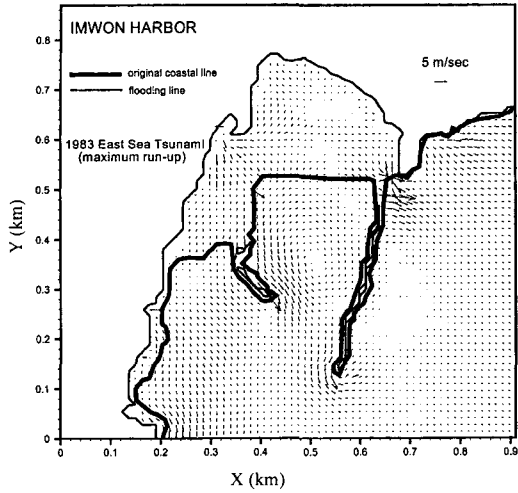 IMWON HARBOR
original coastal line
flooding line
5 m/sec
1983 East Sea Tsunami
(maximum run-up)
0.8
0.7
0.6
0.5
0.4
0.3
0.2
0.1
0
Y (km)
0 0.1 0.2 0.3 0.4 0.5 0.6 0.7 0.8 0.9
X (km)